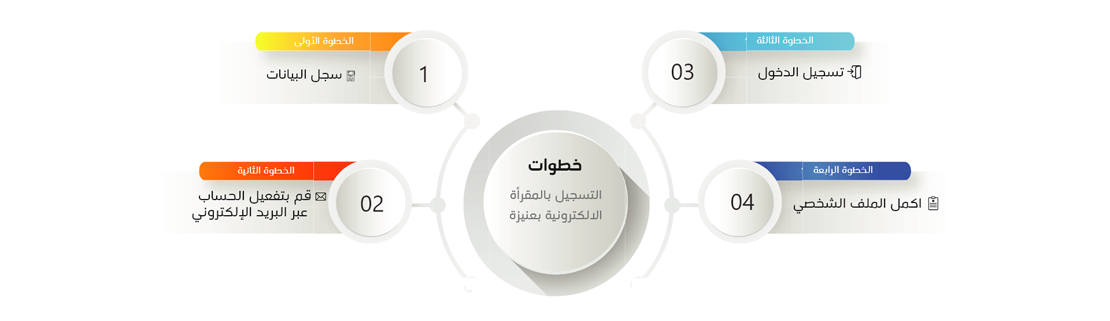 خطوات
التسجيل بالمقرأة
الالكترونية بعنيزة
الخطوة الأولى
1
سجل البيانات
الخطوة الثانية
02
قم بتفعيل الحساب
عبر البريد الإلكتروني
الخطوة الثالثة
03
تسجيل الدخول
الخطوة الرابعة
04
اكمل الملف الشخصي